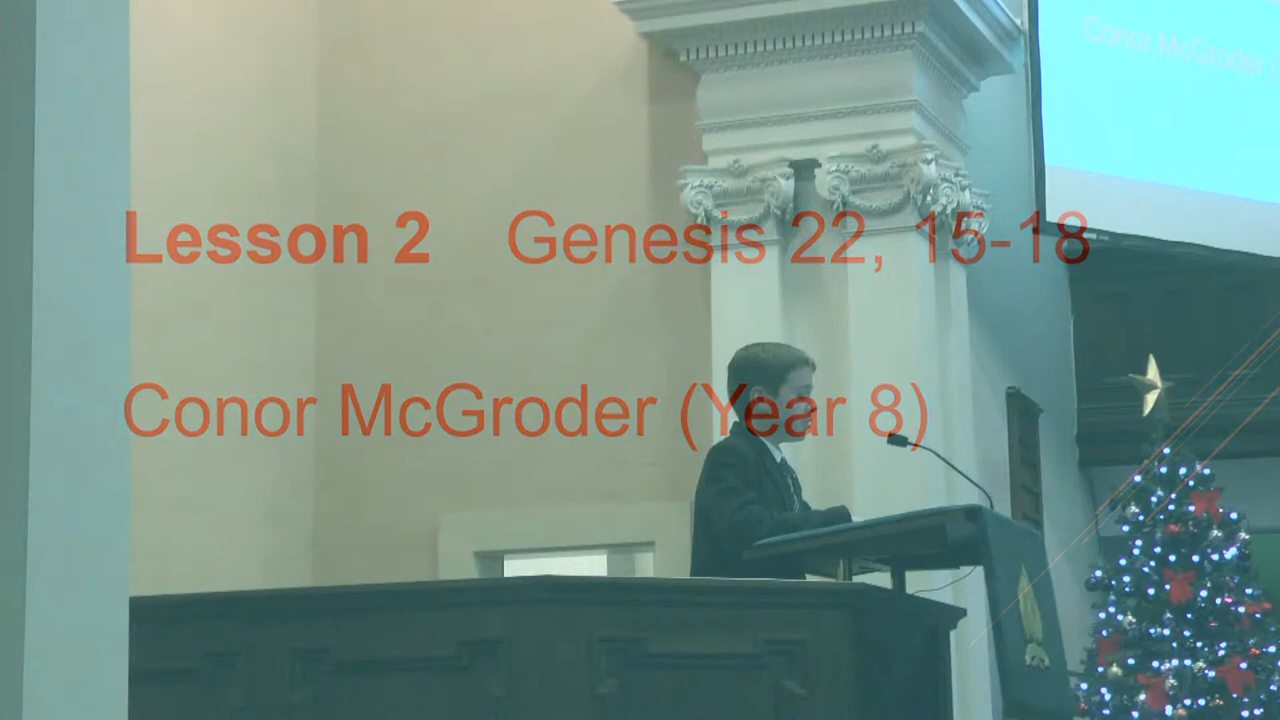 Lesson 2 Genesis 22, 15-18
Conor McGroder (Year 8)
Conor McGroder (